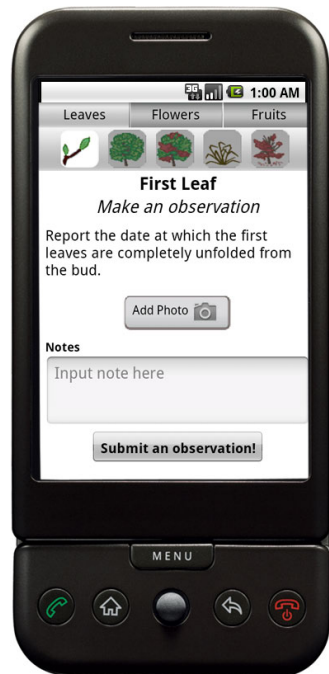 3G
1:00 AM
Leaves Flowers Fruits
First Leaf
Make an observation
Report the date at which the first
leaves are completely unfolded from
the bud.
Add Photo
Notes
Input note here
Submit an observation!
MENU